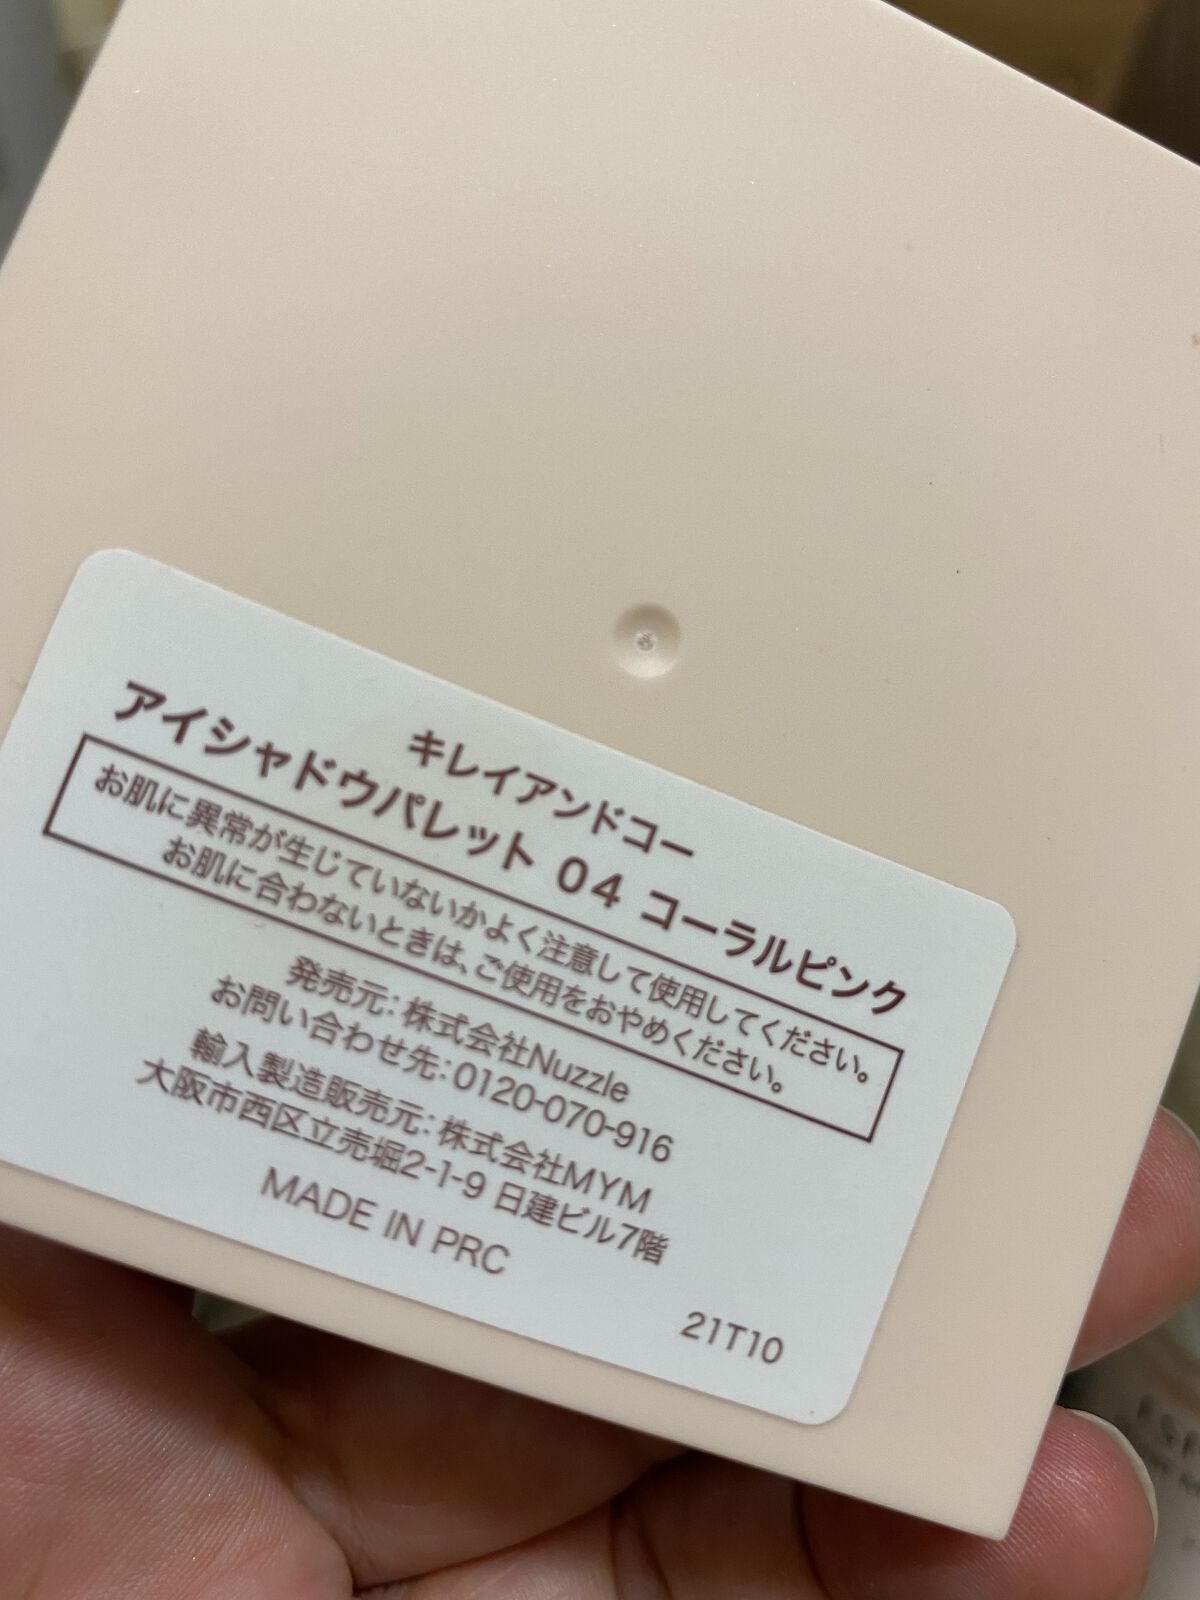 キレイアンドコー
アイシャドウパレット 04 コーラルピンク
お肌に異常が生じていないかよく注意して使用してください。
お肌に合わないときは、ご使用をおやめください。
発売元：株式会社Nuzzle
お問い合わせ先：0120-070-916
輸入製造販売元：株式会社MYM
大阪市西区立売堀2-1-9 日建ビル7階
MADE IN PRC
21T10